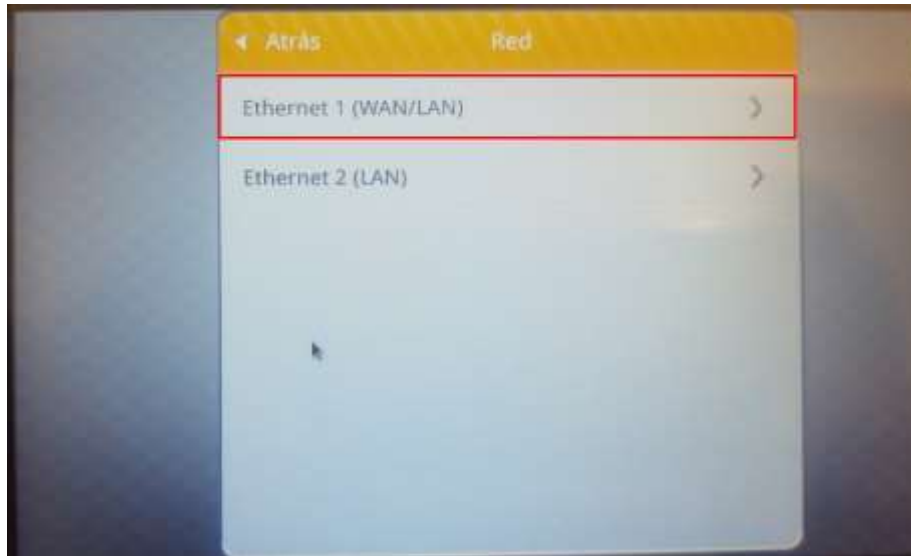 Atrás Red
Ethernet 1 (WAN/LAN)
Ethernet 2 (LAN)